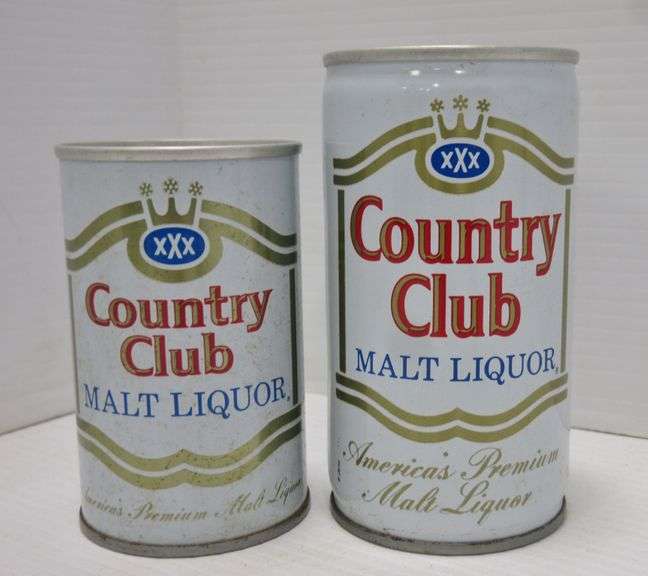 xXx
Country
Club
MALT LIQUOR
America's Premium Malt Liquor
xXx
Country
Club
MALT LIQUOR
America's Premium
Malt Liquor